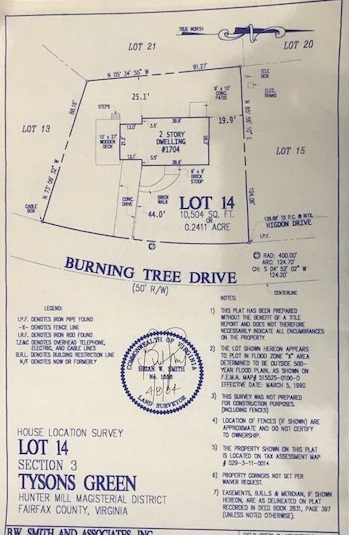 TRUE NORTH
LOT 21
LOT 20
N 05° 34' 50" W 91.27'
TELE BOX
ELEC. TRANS
25.1'
STEPS
CONC. PATIO
19.9'
LOT 13
2 STORY
DWELLING
#1704
LOT 15
WOODEN
DECK
BRICK
STOOP
BRICK
WALK
CONC.
DRIVE
LOT 14
10,504 SQ. FT.
OR
0.2411 ACRE
CABLE
BOX
44.0'
HIGDON DRIVE
I.P.F.
BURNING TREE DRIVE
(50' R/W)
RAD: 400.00'
ARC: 124.70'
CH: S 04° 52' 02" W
124.20'
CENTERLINE
LEGEND:
I.P.F. DENOTES IRON PIPE FOUND
-X- DENOTES FENCE LINE
I.R.F. DENOTES IRON ROD FOUND
DENOTES OVERHEAD TELEPHONE,
ELECTRIC, AND CABLE LINES
B.R.L. DENOTES BUILDING RESTRICTION LINE
N/F DENOTES NOW OR FORMERLY
COMMONWEALTH OF VIRGINIA
BRIAN W. SMITH
LAND SURVEYOR
NOTES:
1) THIS PLAT HAS BEEN PREPARED
WITHOUT THE BENEFIT OF A TITLE
REPORT AND DOES NOT THEREFORE
NECESSARILY INDICATE ALL ENCUMBRANCES
ON THE PROPERTY.
2) THE LOT SHOWN HEREON APPEARS
TO PLOT IN FLOOD ZONE "X" AREA
DETERMINED TO BE OUTSIDE 500-
YEAR FLOOD PLAIN, AS SHOWN ON
F.E.M.A. MAP# 515525-0100-D
EFFECTIVE DATE: MARCH 5, 1990
3) THIS SURVEY WAS NOT PREPARED
FOR CONSTRUCTION PURPOSES.
(INCLUDING FENCES)
4) LOCATION OF FENCES (IF SHOWN) ARE
APPROXIMATE AND DO NOT CERTIFY
TO OWNERSHIP.
5) THE PROPERTY SHOWN ON THIS PLAT
IS LOCATED ON TAX ASSESSMENT MAP
# 029-3-11-0014
6) PROPERTY CORNERS NOT SET PER
WAIVER REQUEST.
7) EASEMENTS, B.R.L.S & MERIDIAN, IF SHOWN
HEREON, ARE AS DELINEATED ON PLAT
RECORDED IN DEED BOOK 2831, PAGE 397
(UNLESS NOTED OTHERWISE).
HOUSE LOCATION SURVEY
LOT 14
SECTION 3
TYSONS GREEN
HUNTER MILL MAGISTERIAL DISTRICT
FAIRFAX COUNTY, VIRGINIA
B.W. SMITH AND ASSOCIATES, INC.